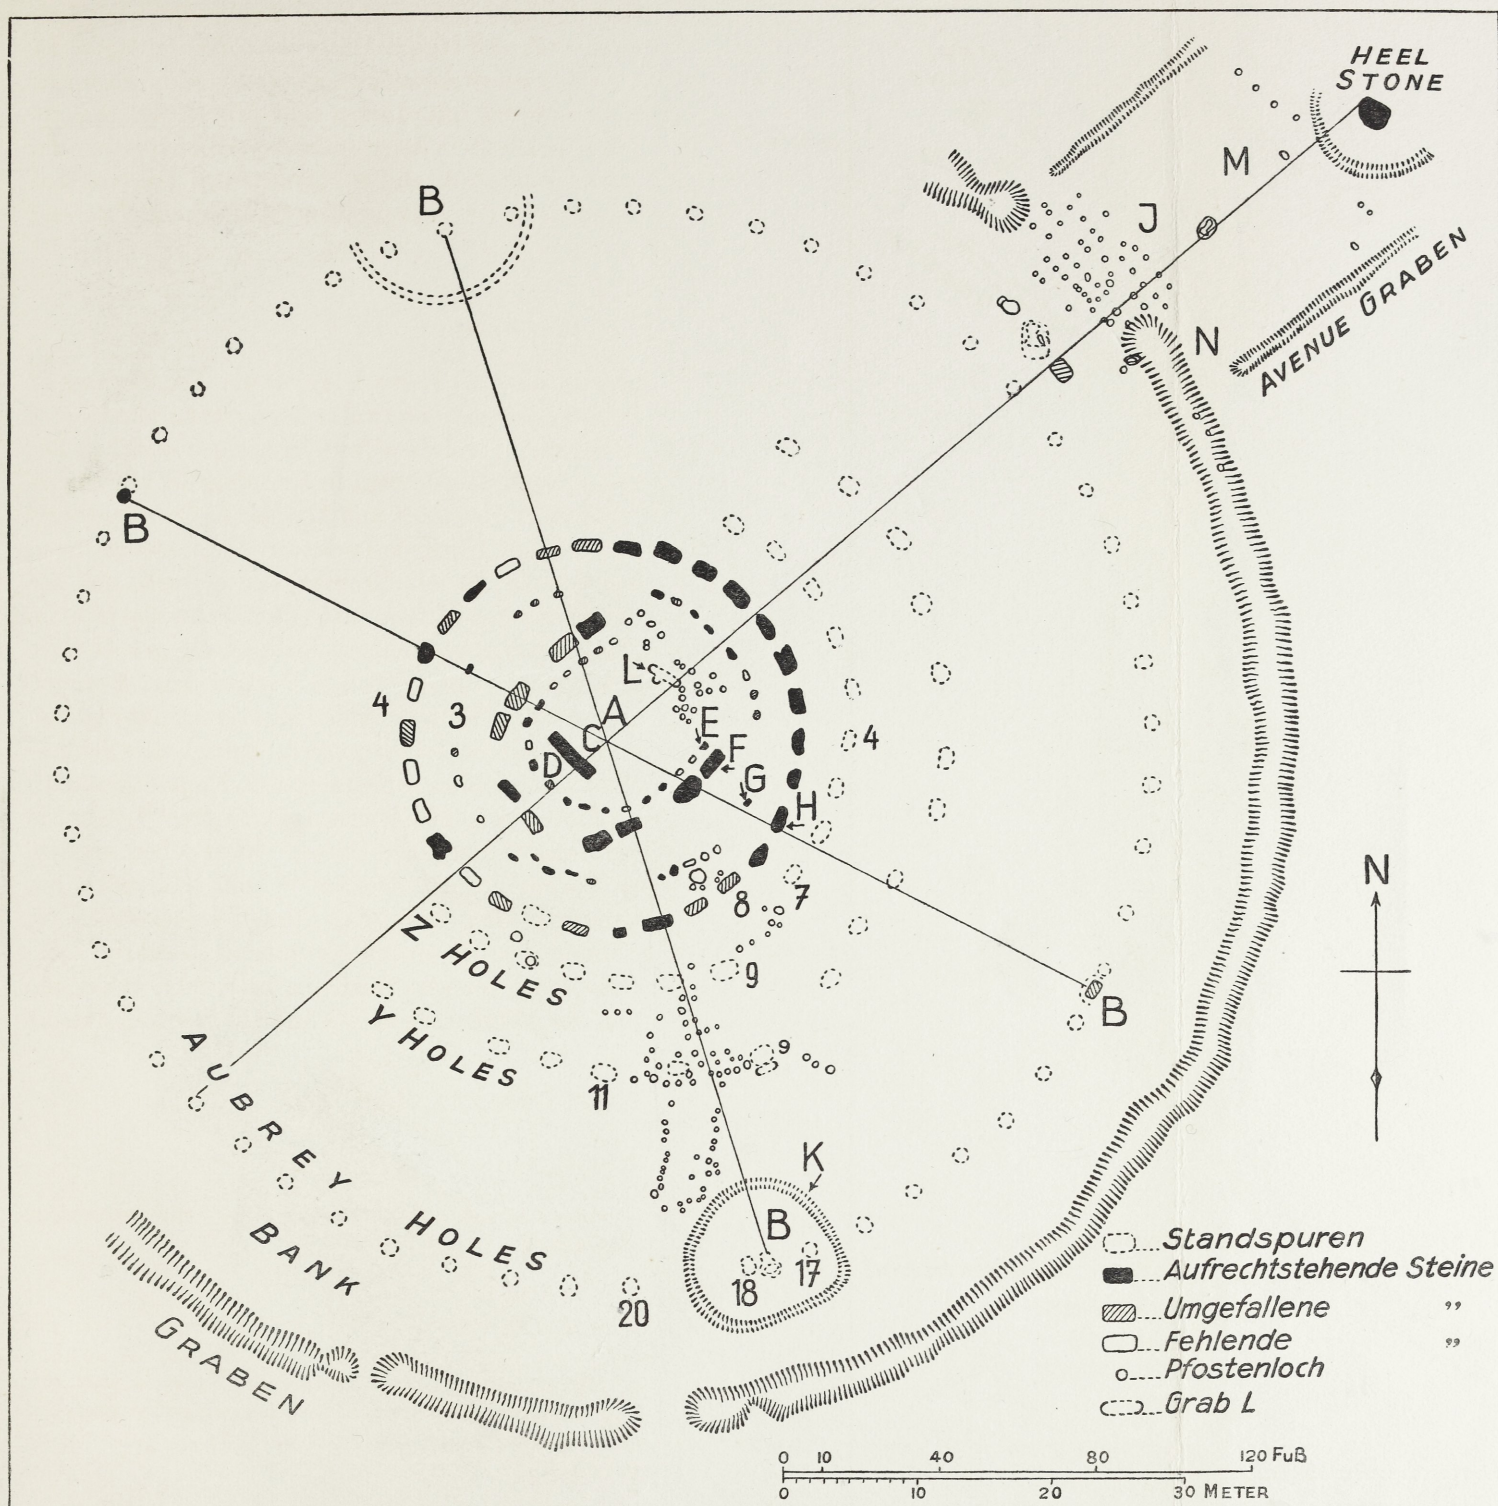 HEEL
STONE
M
B
J
N
AVENUE GRABEN
B
L
A
4
3
E
C
F
4
D
G
H
8
7
N
Z HOLES
9
B
Y HOLES
9
11
AUBREY HOLES
K
B
BANK
18
17
20
GRABEN
Standspuren
Aufrechtstehende Steine
Umgefallene "
Fehlende "
Pfostenloch
Grab L
0 10 40 80 120 Fuß
0 10 20 30 METER